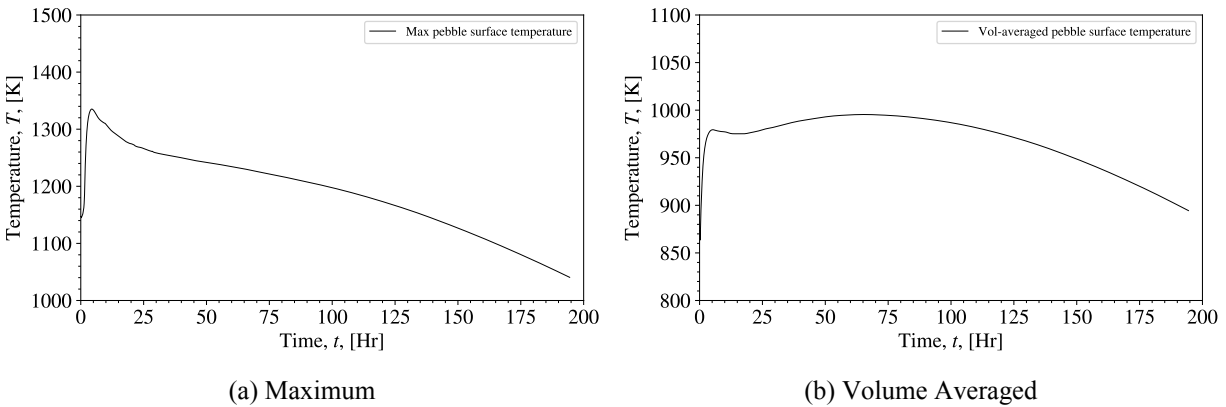 1500
1400
1300
1200
1100
1000
Temperature, T, [K]
Max pebble surface temperature
0 25 50 75 100 125 150 175 200
Time, t, [Hr]
(a) Maximum
1100
1050
1000
950
900
850
800
Temperature, T, [K]
Vol-averaged pebble surface temperature
0 25 50 75 100 125 150 175 200
Time, t, [Hr]
(b) Volume Averaged